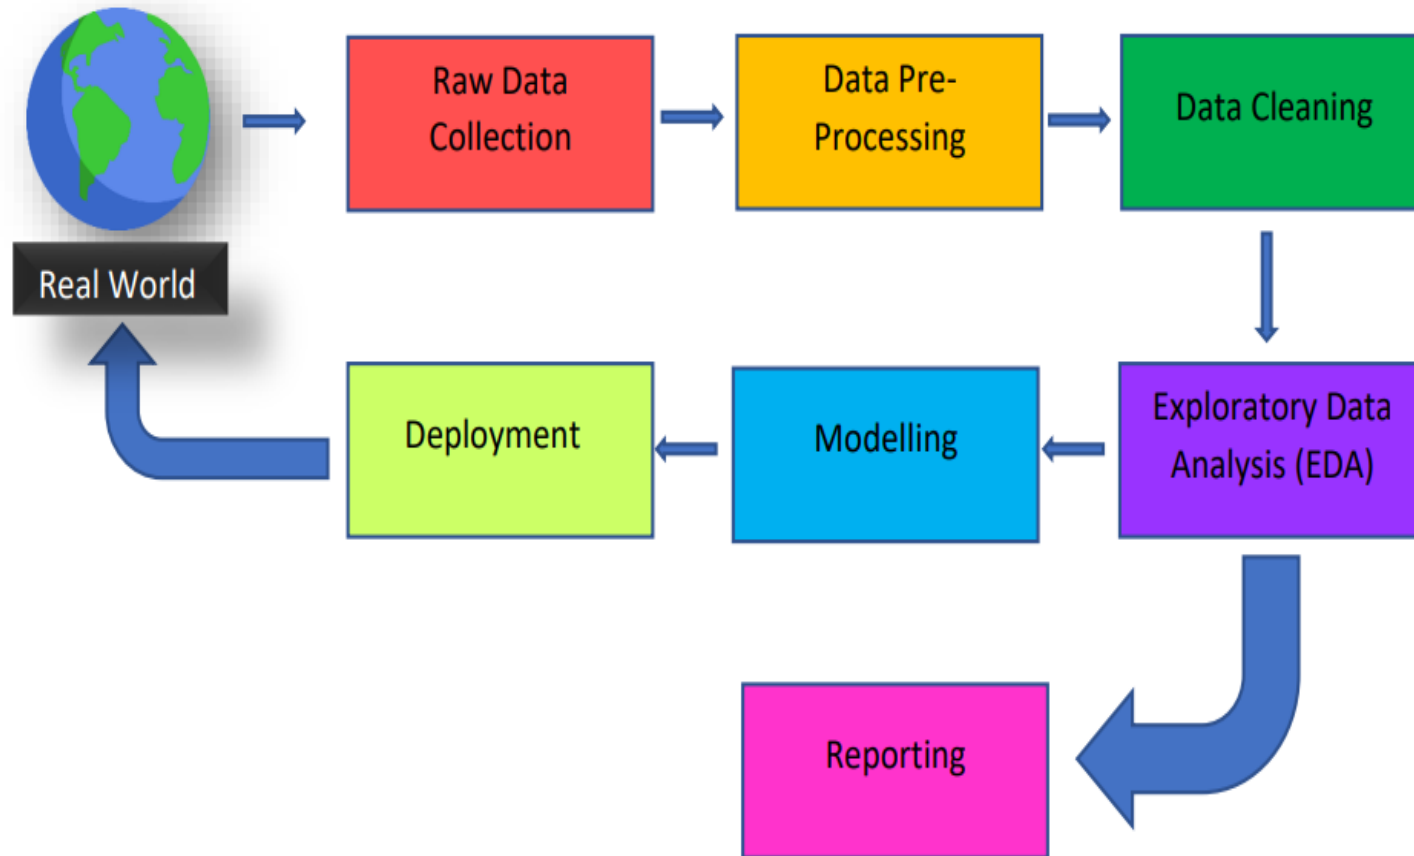 Real World
Raw Data
Collection
Data Pre-
Processing
Data Cleaning
Exploratory Data
Analysis (EDA)
Modelling
Deployment
Reporting